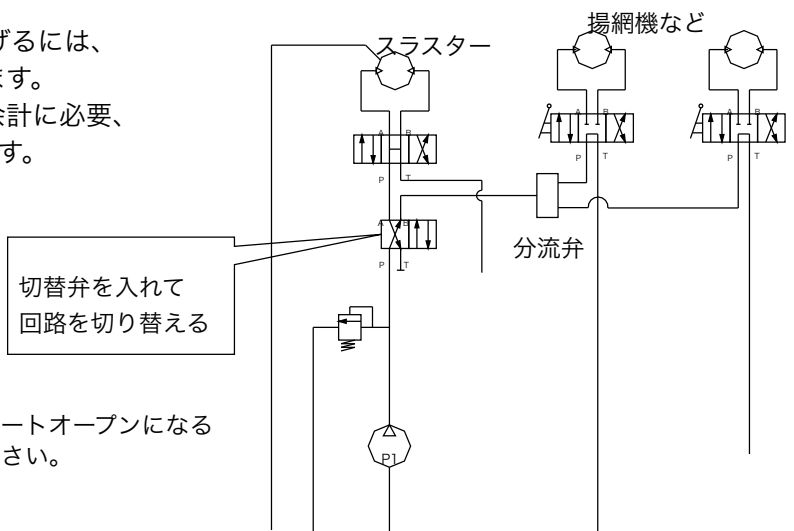 げるには、
ます。
会計に必要、
す。
スラスター
揚網機など
A B
A B
A B
P T
P T
P T
A B
P T
分流弁
切替弁を入れて
回路を切り替える
ートオープンになる
さい。
P1